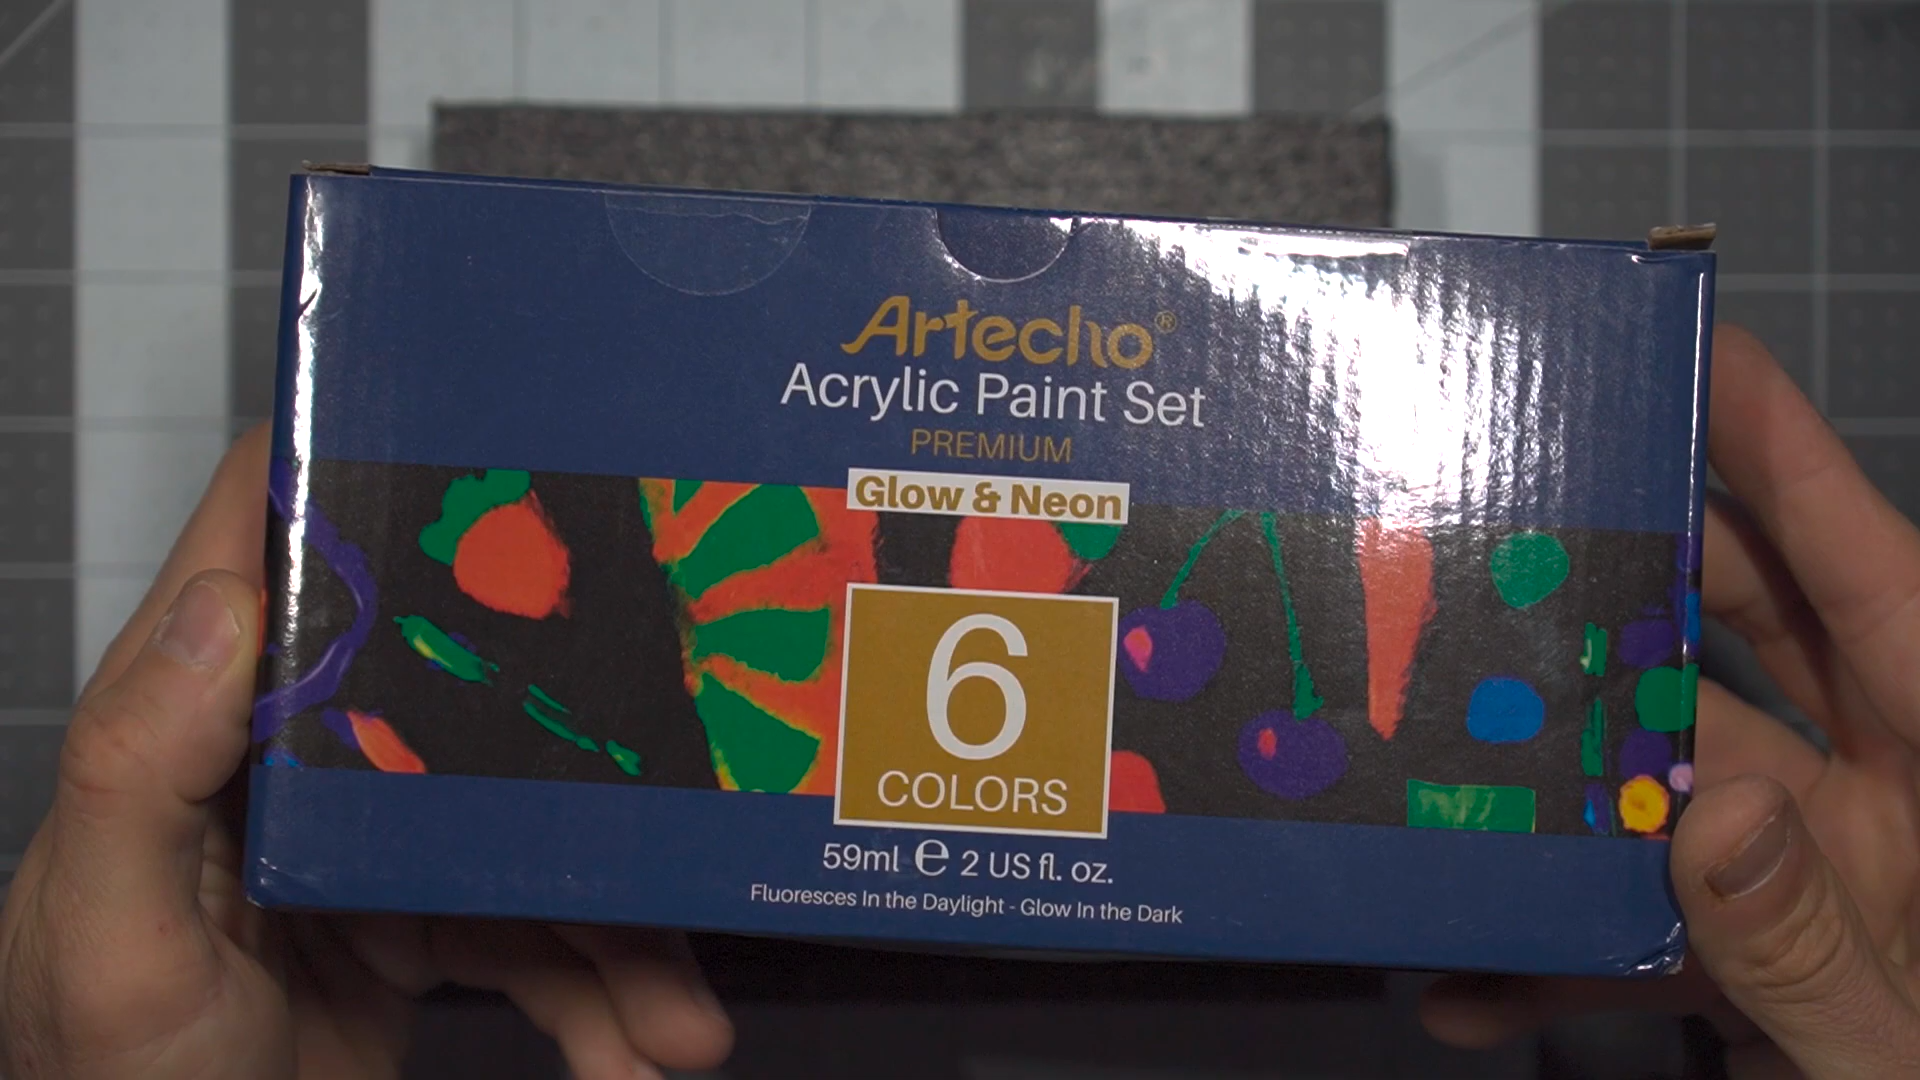 Artecho®
Acrylic Paint Set
PREMIUM
Glow & Neon
6
COLORS
59ml ℮ 2 US fl. oz.
Fluoresces In the Daylight - Glow In the Dark